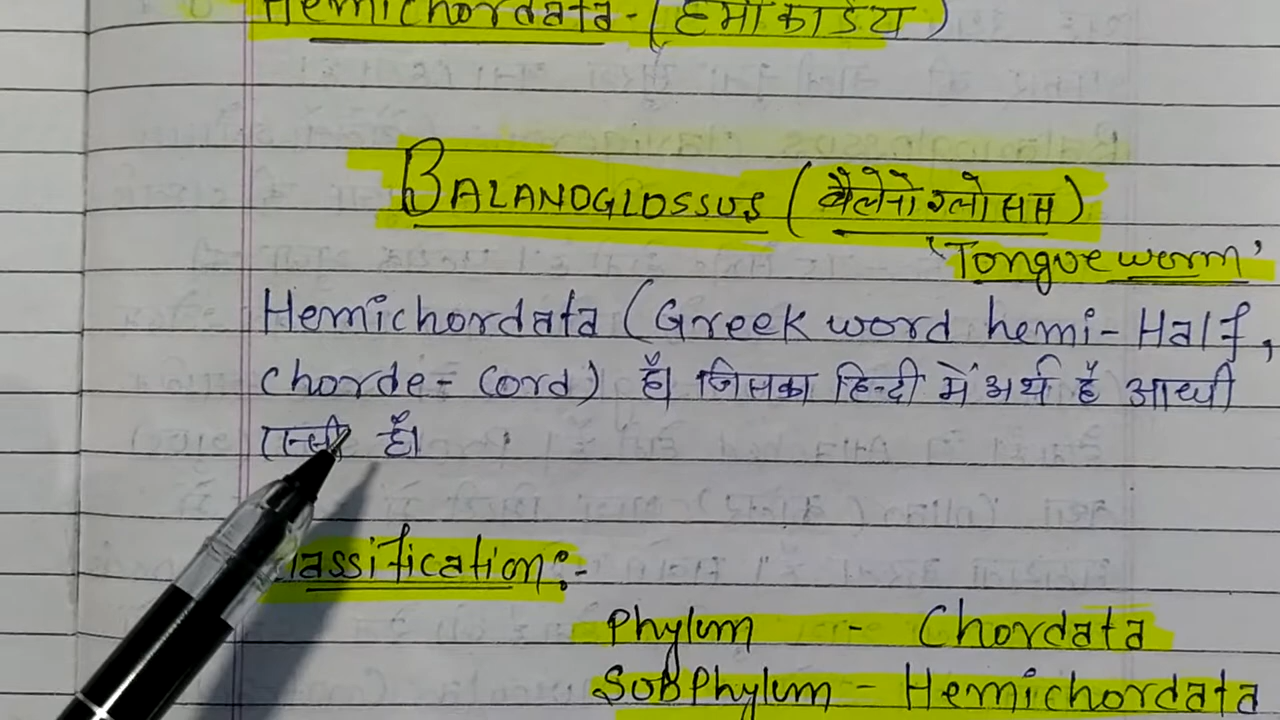 Hemichordata - (हेमीकार्डेटा)
BALANOGLOSSUS (बैलेनोग्लोसस)
'Tongue worm'
Hemichordata (Greek word hemi - Half,
chorde - Cord) है। जिसका हिन्दी में अर्थ है आधी
रस्सी है।
Classification :-
Phylum - Chordata
SubPhylum - Hemichordata